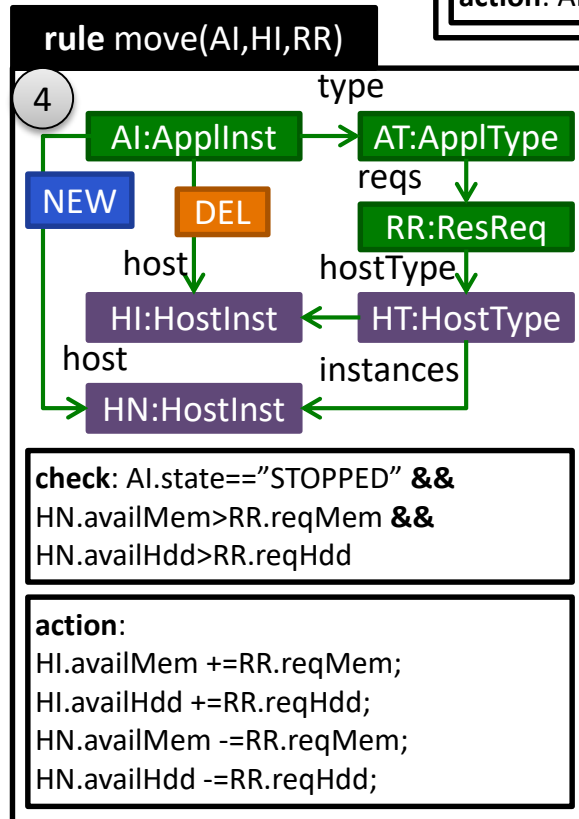 action: A
rule move(AI,HI,RR)
4
type
AI:ApplInst
AT:ApplType
reqs
NEW
DEL
RR:ResReq
host
hostType
HI:HostInst
HT:HostType
host
instances
HN:HostInst
check: AI.state==”STOPPED” &&
HN.availMem>RR.reqMem &&
HN.availHdd>RR.reqHdd
action:
HI.availMem +=RR.reqMem;
HI.availHdd +=RR.reqHdd;
HN.availMem -=RR.reqMem;
HN.availHdd -=RR.reqHdd;